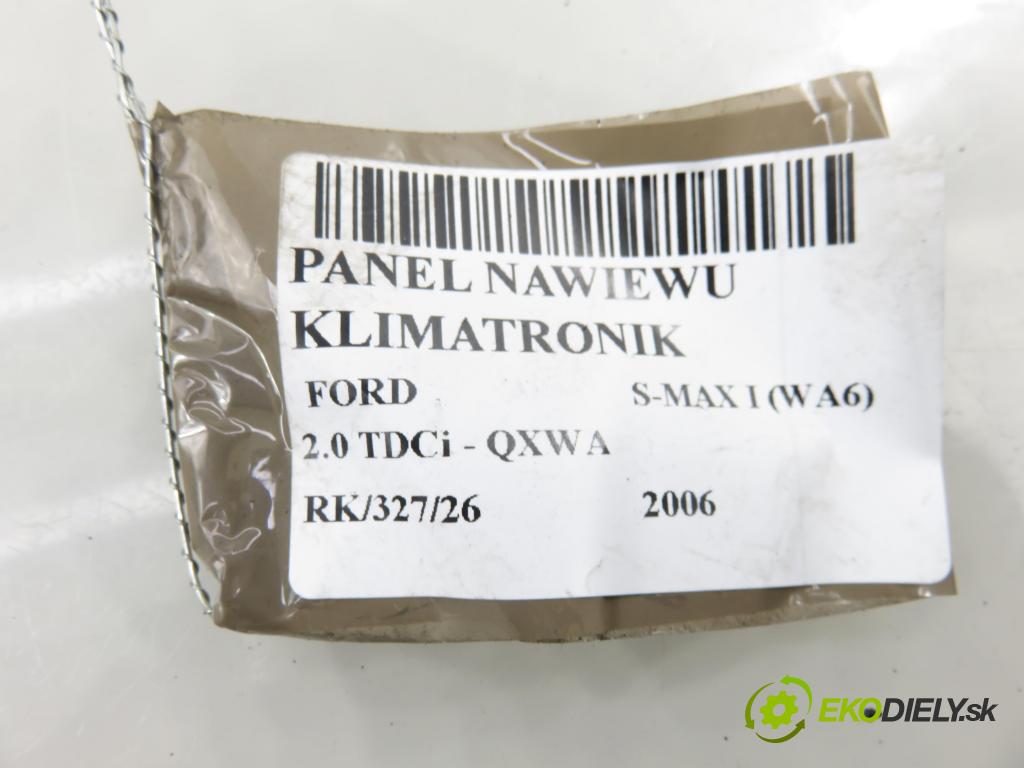 PANEL NAWIEWU
KLIMATRONIK
FORD S-MAX I (WA6)
2.0 TDCi - QXWA
RK/327/26 2006
EKODIELY.sk